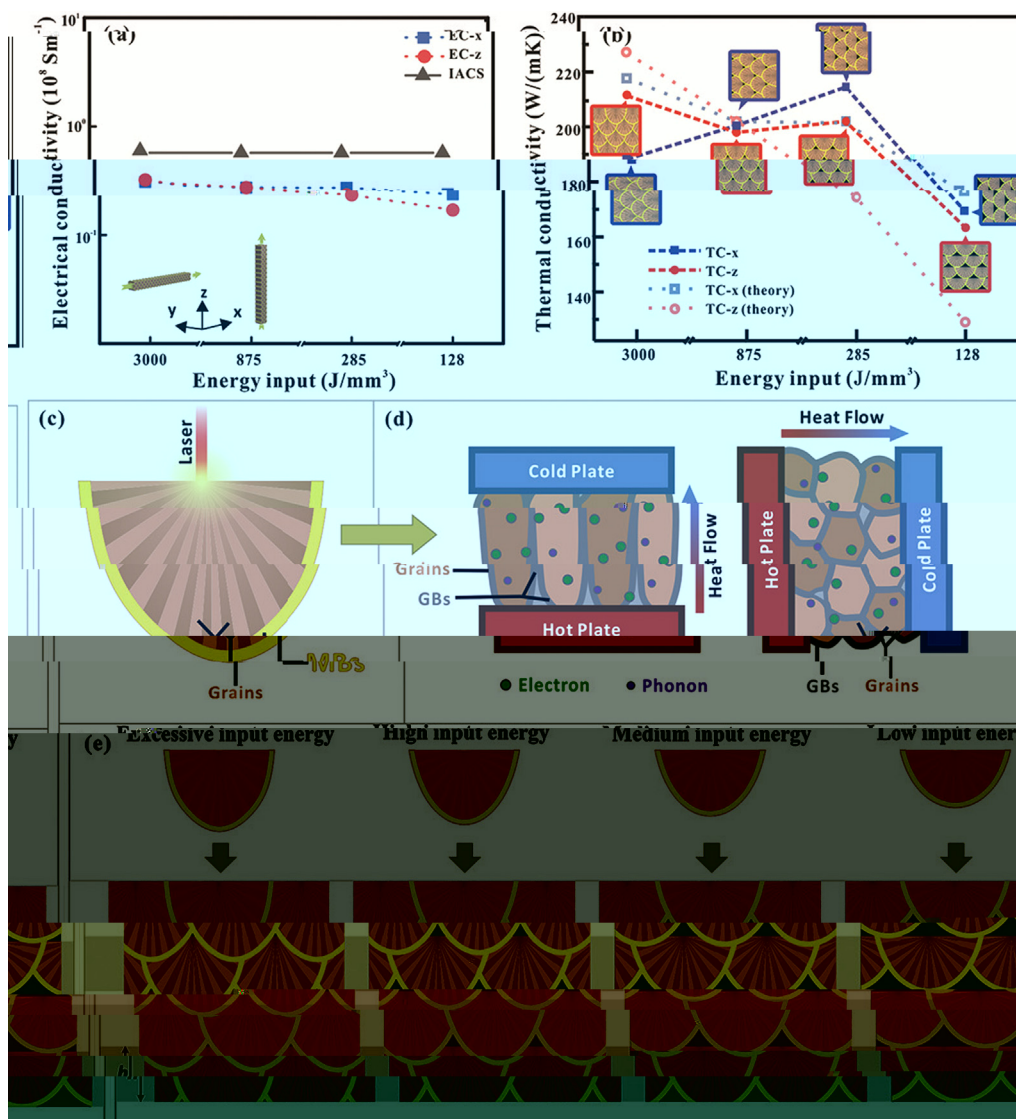 (a)
EC-x
EC-z
IACS
10¹
10⁰
10⁻¹
Electrical conductivity (10⁸ Sm⁻¹)
z
y
x
3000
875
285
128
Energy input (J/mm³)
(b)
240
220
200
180
160
140
Thermal conductivity (W/(mK))
TC-x
TC-z
TC-x (theory)
TC-z (theory)
3000
875
285
128
Energy input (J/mm³)
(c)
Laser
MBs
Grains
(d)
Cold Plate
Heat Flow
Grains
GBs
Hot Plate
Heat Flow
Hot Plate
Cold Plate
GBs
Grains
Electron
Phonon
(e)
Excessive input energy
High input energy
Medium input energy
Low input
h